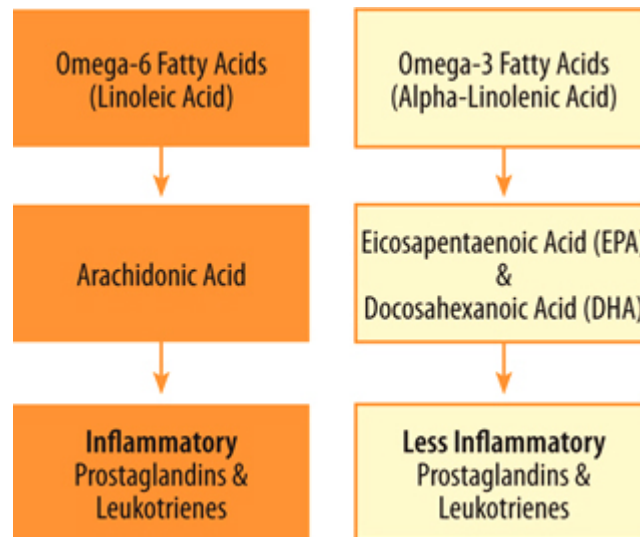 Omega-6 Fatty Acids
(Linoleic Acid)
Arachidonic Acid
Inflammatory
Prostaglandins &
Leukotrienes
Omega-3 Fatty Acids
(Alpha-Linolenic Acid)
Eicosapentaenoic Acid (EPA)
&
Docosahexanoic Acid (DHA)
Less Inflammatory
Prostaglandins &
Leukotrienes